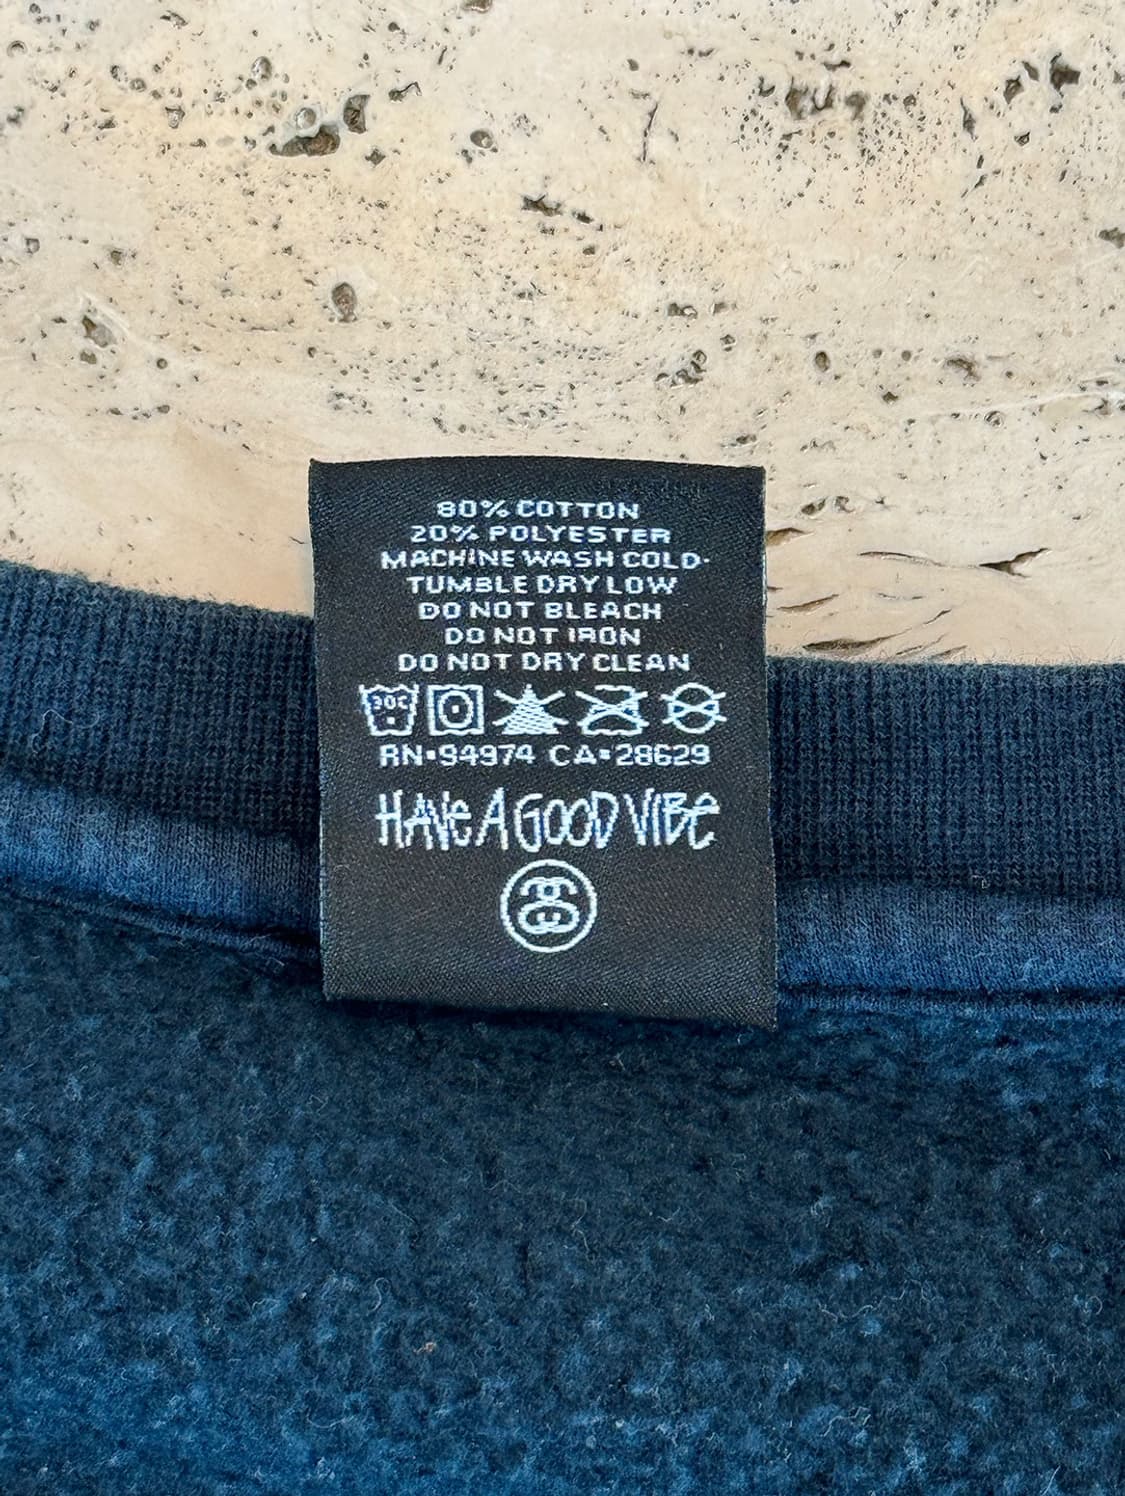 80% COTTON
20% POLYESTER
MACHINE WASH COLD-
TUMBLE DRY LOW
DO NOT BLEACH
DO NOT IRON
DO NOT DRY CLEAN
30C
RN•94974 CA•28629
HAVE A GOOD VIBE